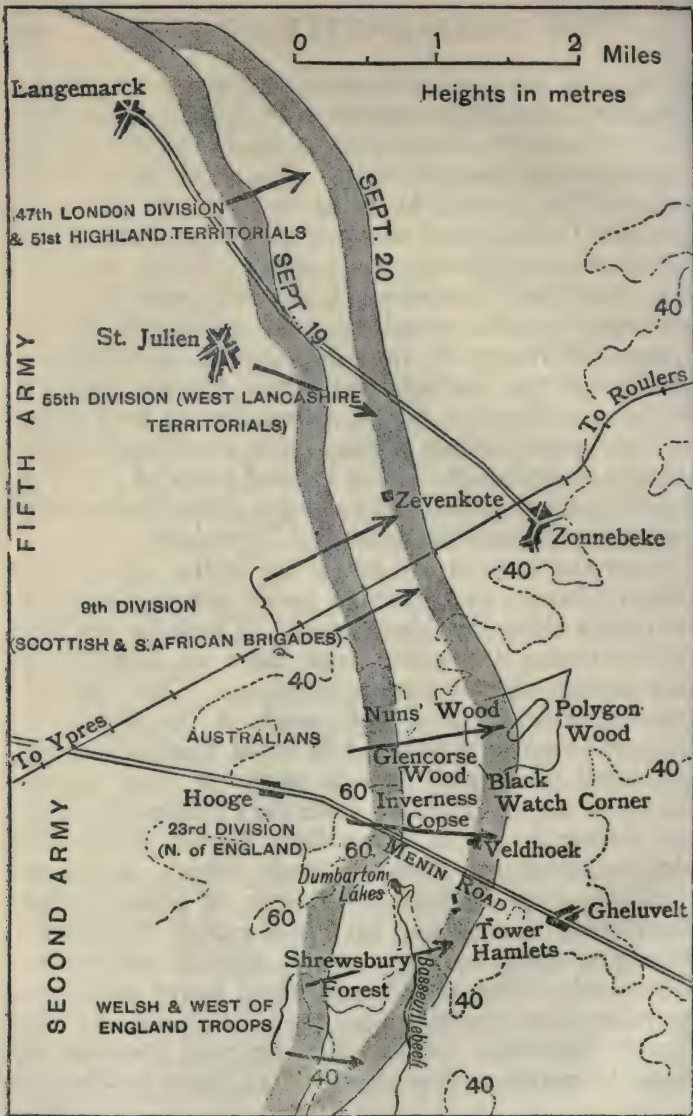 0 1 2 Miles
Heights in metres
Langemarck
47th LONDON DIVISION
& 51st HIGHLAND TERRITORIALS
SEPT. 20
SEPT. 19
40
St. Julien
55th DIVISION (WEST LANCASHIRE
TERRITORIALS)
FIFTH ARMY
To Roulers
Zevenkote
Zonnebeke
40
9th DIVISION
(SCOTTISH & S.AFRICAN BRIGADES)
40
To Ypres
AUSTRALIANS
Nuns' Wood
Polygon
Wood
Glencorse
Wood
40
Black
Watch Corner
Hooge
60
Inverness
Copse
23rd DIVISION
(N. of ENGLAND)
60
Veldhoek
MENIN ROAD
Dumbarton
Lakes
60
Gheluvelt
Tower
Hamlets
SECOND ARMY
Shrewsbury
Forest
Bassevillebeek
WELSH & WEST OF
ENGLAND TROOPS
40
40
40